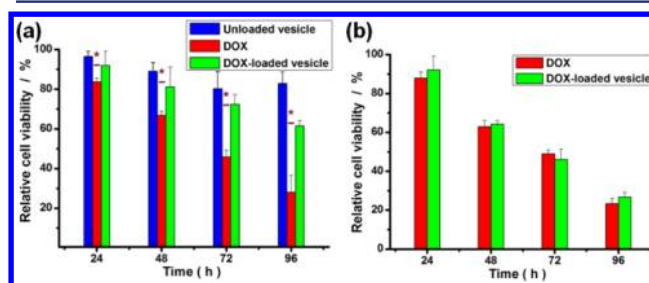 (a)
Unloaded vesicle
DOX
DOX-loaded vesicle
Relative cell viability / %
100
80
60
40
20
*
*
*
*
24
48
72
96
Time ( h )
(b)
DOX
DOX-loaded vesicle
Relative cell viability / %
100
80
60
40
20
0
24
48
72
96
Time ( h )